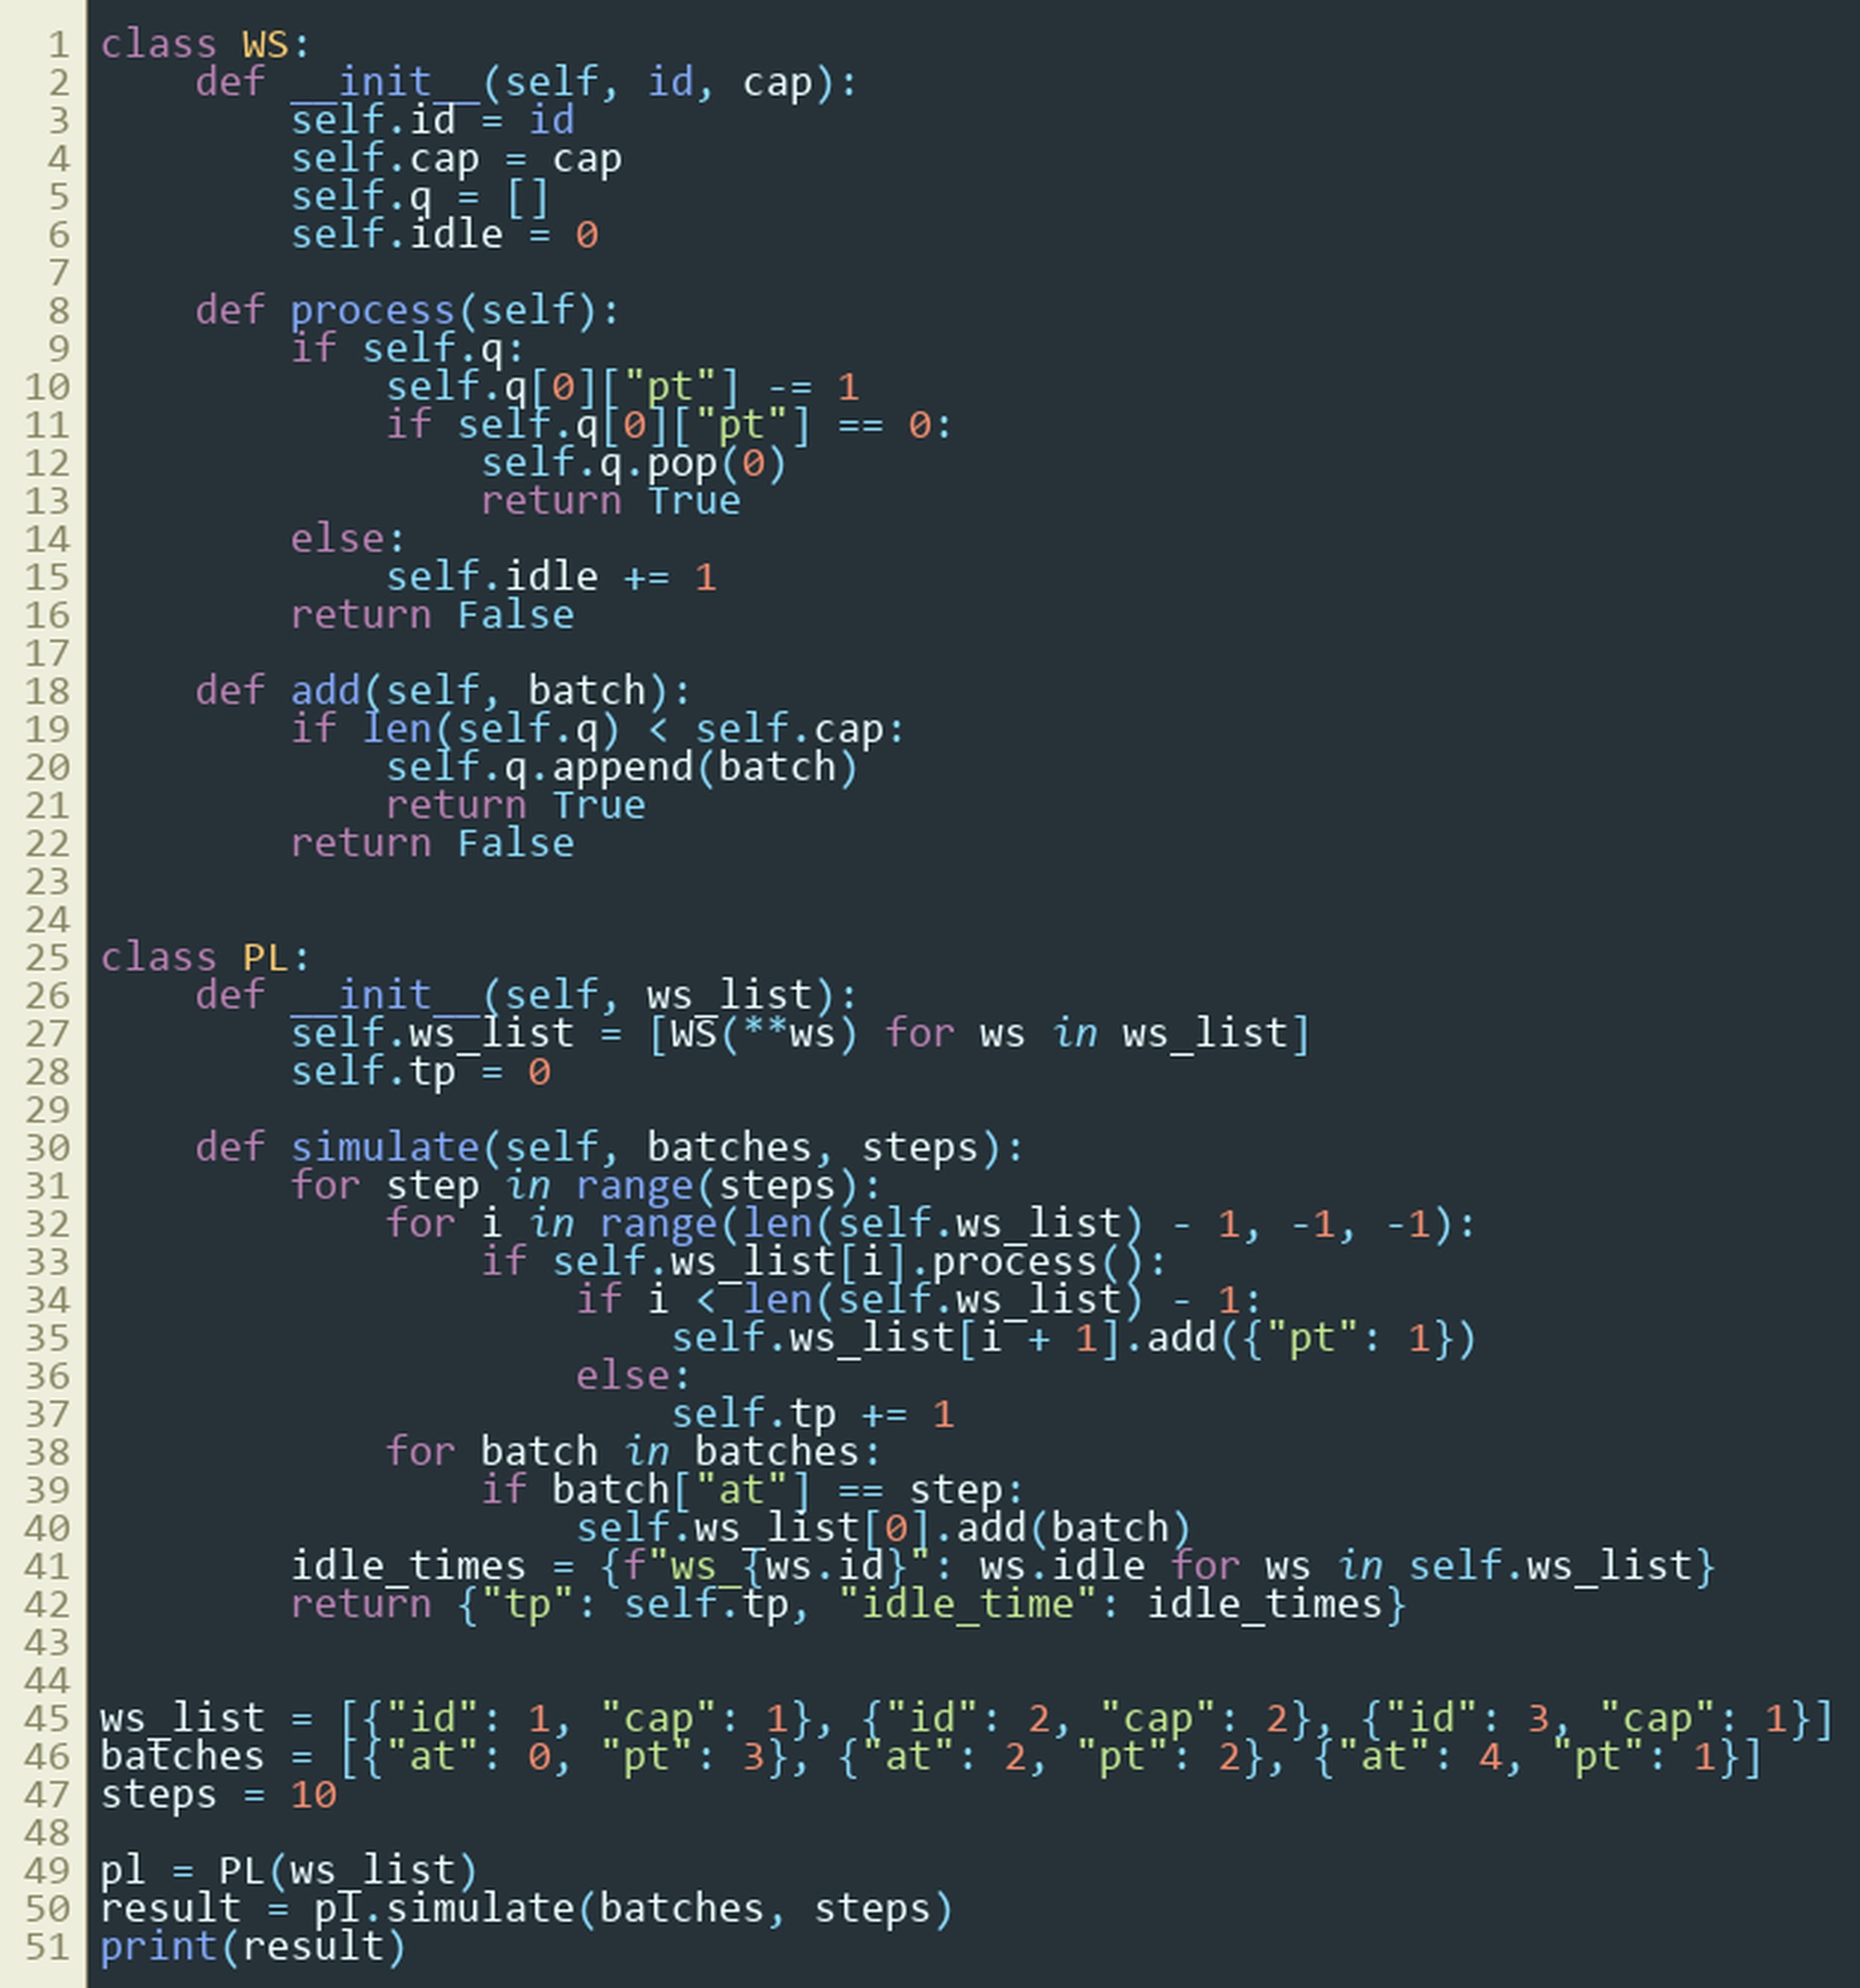 1 class WS:
2     def __init__(self, id, cap):
3         self.id = id
4         self.cap = cap
5         self.q = []
6         self.idle = 0
7
8     def process(self):
9         if self.q:
10             self.q[0]["pt"] -= 1
11             if self.q[0]["pt"] == 0:
12                 self.q.pop(0)
13                 return True
14         else:
15             self.idle += 1
16         return False
17
18     def add(self, batch):
19         if len(self.q) < self.cap:
20             self.q.append(batch)
21             return True
22         return False
23
24
25 class PL:
26     def __init__(self, ws_list):
27         self.ws_list = [WS(**ws) for ws in ws_list]
28         self.tp = 0
29
30     def simulate(self, batches, steps):
31         for step in range(steps):
32             for i in range(len(self.ws_list) - 1, -1, -1):
33                 if self.ws_list[i].process():
34                     if i < len(self.ws_list) - 1:
35                         self.ws_list[i + 1].add({"pt": 1})
36                     else:
37                         self.tp += 1
38             for batch in batches:
39                 if batch["at"] == step:
40                     self.ws_list[0].add(batch)
41         idle_times = {f"ws_{ws.id}": ws.idle for ws in self.ws_list}
42         return {"tp": self.tp, "idle_time": idle_times}
43
44
45 ws_list = [{"id": 1, "cap": 1}, {"id": 2, "cap": 2}, {"id": 3, "cap": 1}]
46 batches = [{"at": 0, "pt": 3}, {"at": 2, "pt": 2}, {"at": 4, "pt": 1}]
47 steps = 10
48
49 pl = PL(ws_list)
50 result = pl.simulate(batches, steps)
51 print(result)